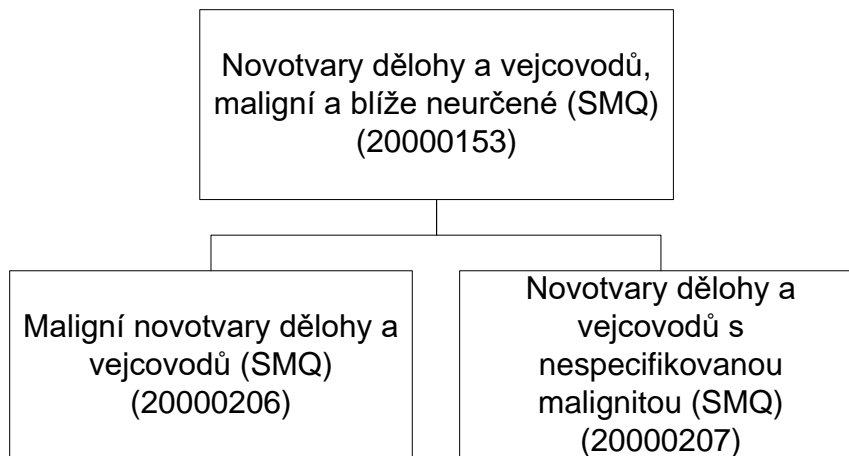 Novotvary dělohy a vejcovodů,
maligní a blíže neurčené (SMQ)
(20000153)
Maligní novotvary dělohy a
vejcovodů (SMQ)
(20000206)
Novotvary dělohy a
vejcovodů s
nespecifikovanou
malignitou (SMQ)
(20000207)